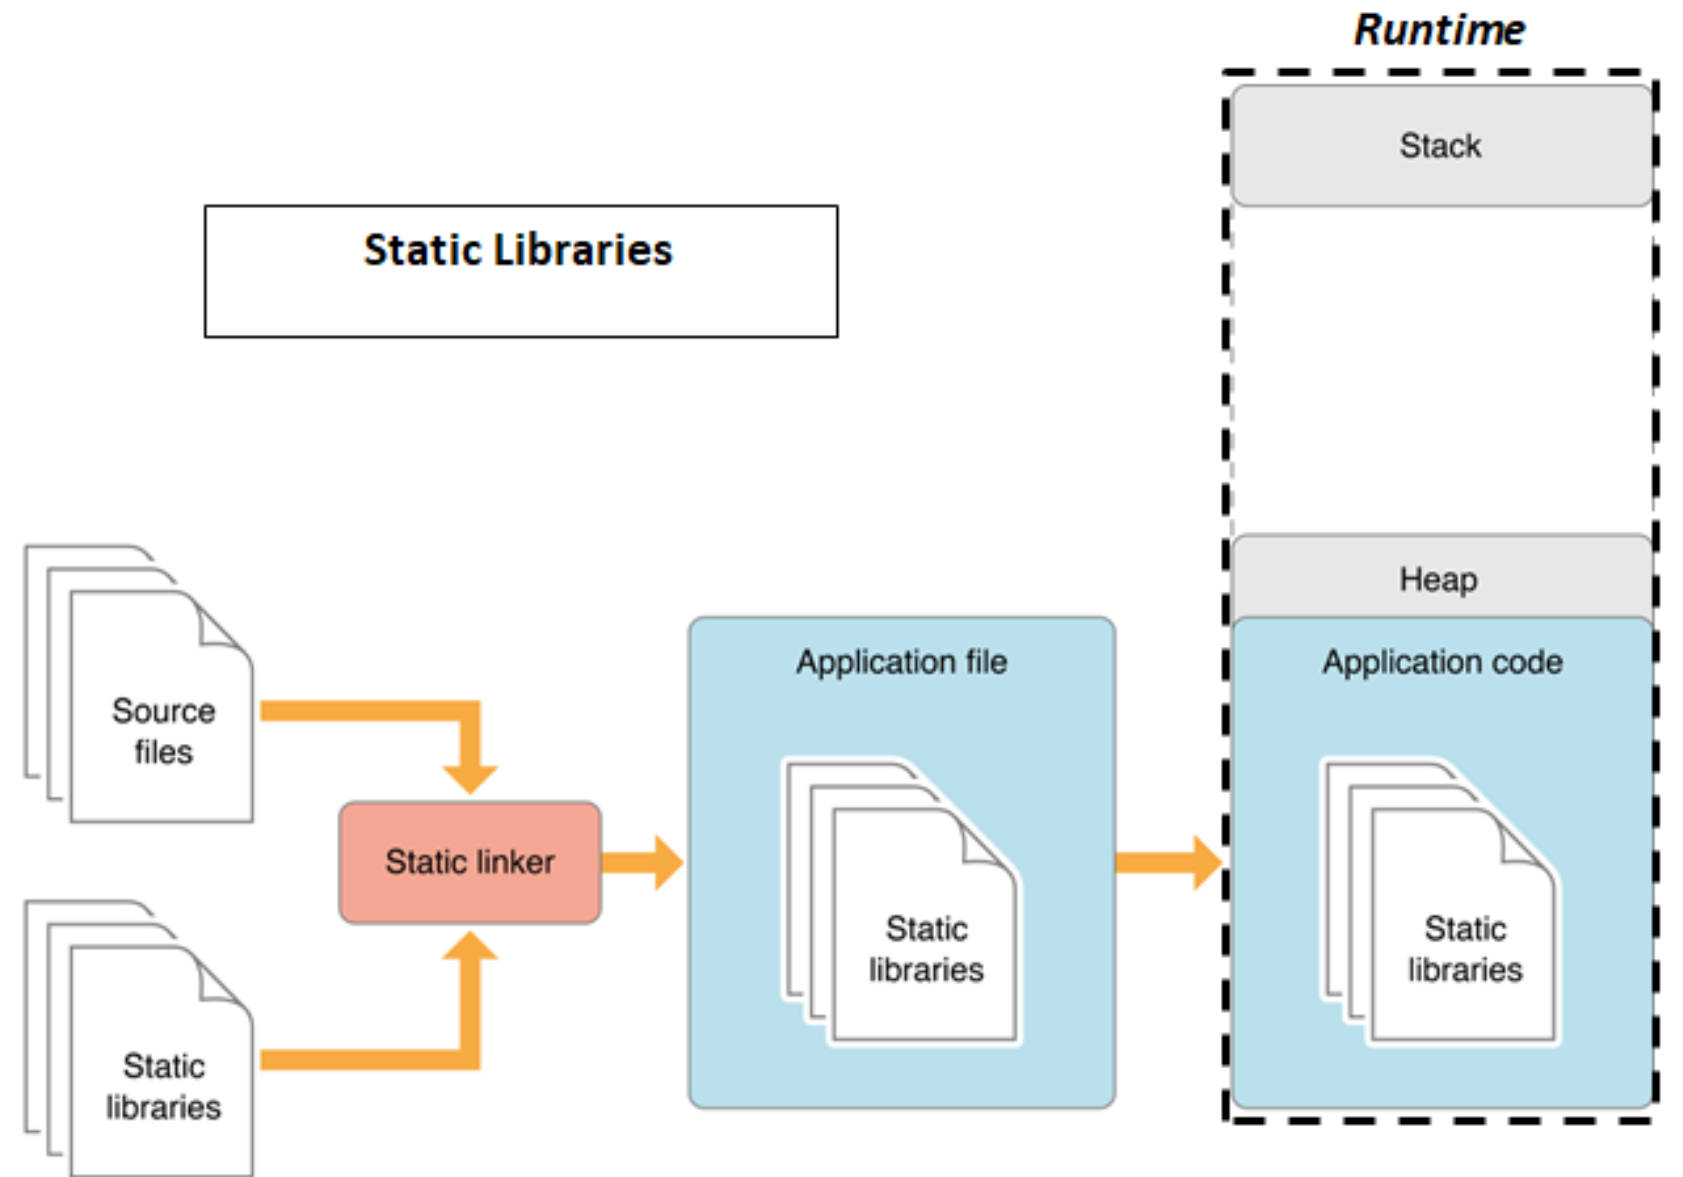 Runtime
Stack
Static Libraries
Heap
Application file
Application code
Source
files
Static linker
Static
libraries
Static
libraries
Static
libraries